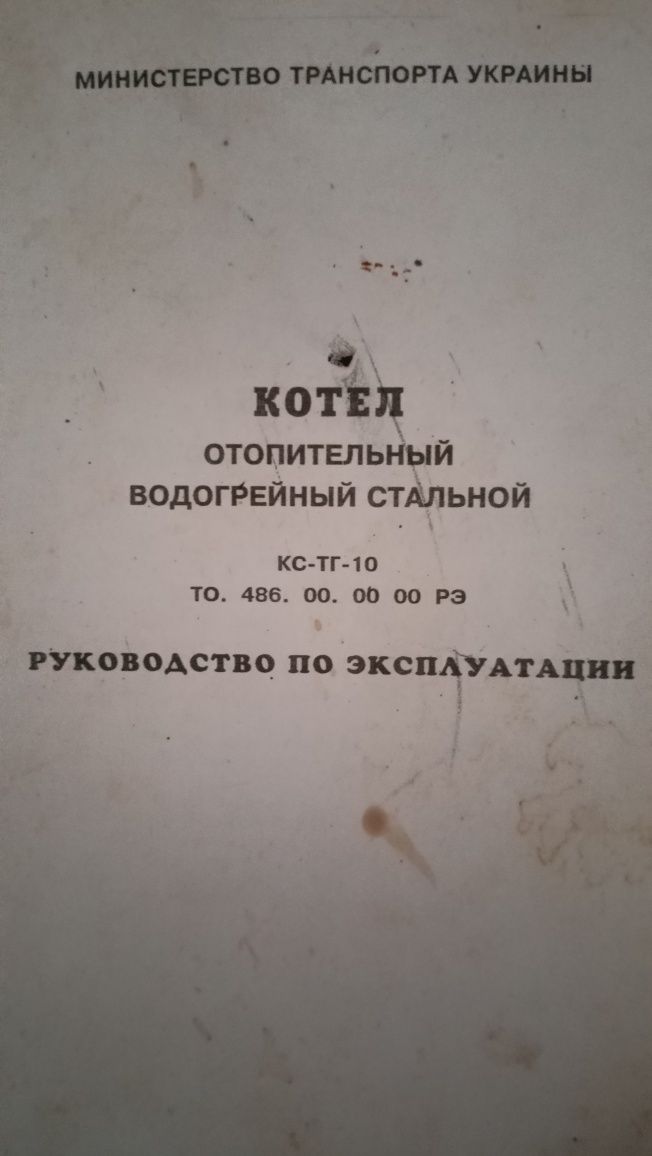 МИНИСТЕРСТВО ТРАНСПОРТА УКРАИНЫ
КОТЕЛ
ОТОПИТЕЛЬНЫЙ
ВОДОГРЕЙНЫЙ СТАЛЬНОЙ
КС-ТГ-10
ТО. 486. 00. 00 00 РЭ
РУКОВОДСТВО ПО ЭКСПЛУАТАЦИИ